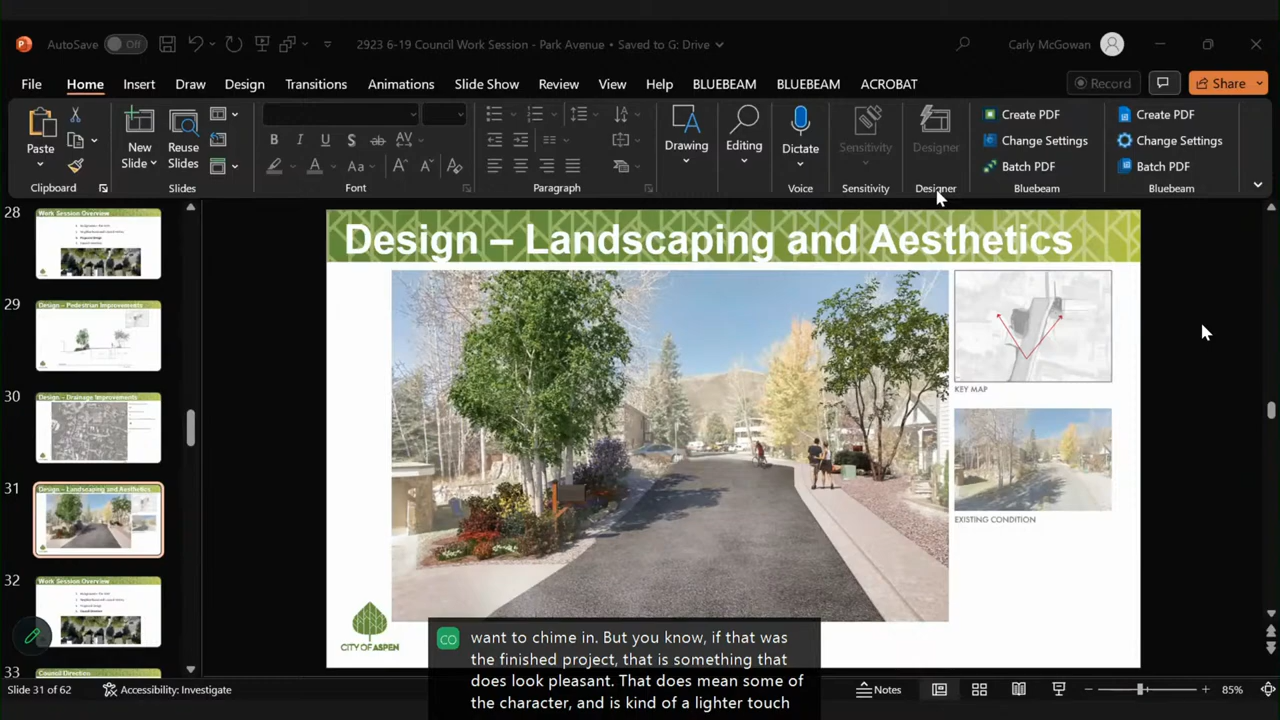 AutoSave Off 2923 6-19 Council Work Session - Park Avenue • Saved to G: Drive Carly McGowan
File Home Insert Draw Design Transitions Animations Slide Show Review View Help BLUEBEAM BLUEBEAM ACROBAT Record Share
Paste New Slide Reuse Slides Drawing Editing Dictate Sensitivity Designer
B I U S ab AV
A Aa A A A
Create PDF Create PDF
Change Settings Change Settings
Batch PDF Batch PDF
Clipboard Slides Font Paragraph Voice Sensitivity Designer Bluebeam Bluebeam
28
Work Session Overview
29
Design – Pedestrian Improvements
30
Design – Drainage Improvements
31
Design – Landscaping and Aesthetics
32
Work Session Overview
33
Council Direction
Design – Landscaping and Aesthetics
KEY MAP
EXISTING CONDITION
CITY OF ASPEN
CO
want to chime in. But you know, if that was
the finished project, that is something that
does look pleasant. That does mean some of
the character, and is kind of a lighter touch
Slide 31 of 62 Accessibility: Investigate Notes 85%